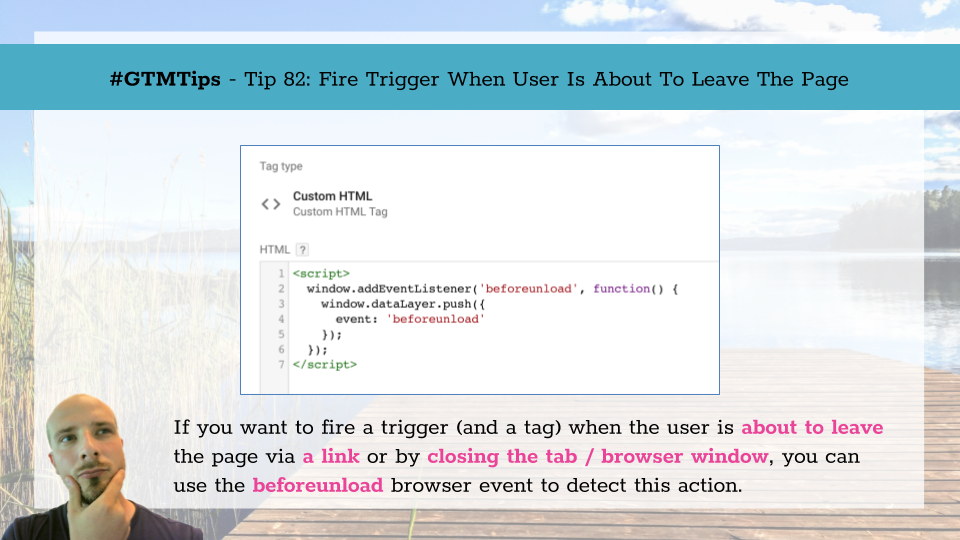 #GTMTips - Tip 82: Fire Trigger When User Is About To Leave The Page
Tag type
<> Custom HTML
Custom HTML Tag
HTML ?
1 <script>
2   window.addEventListener('beforeunload', function() {
3     window.dataLayer.push({
4       event: 'beforeunload'
5     });
6   });
7 </script>
If you want to fire a trigger (and a tag) when the user is about to leave
the page via a link or by closing the tab / browser window, you can
use the beforeunload browser event to detect this action.